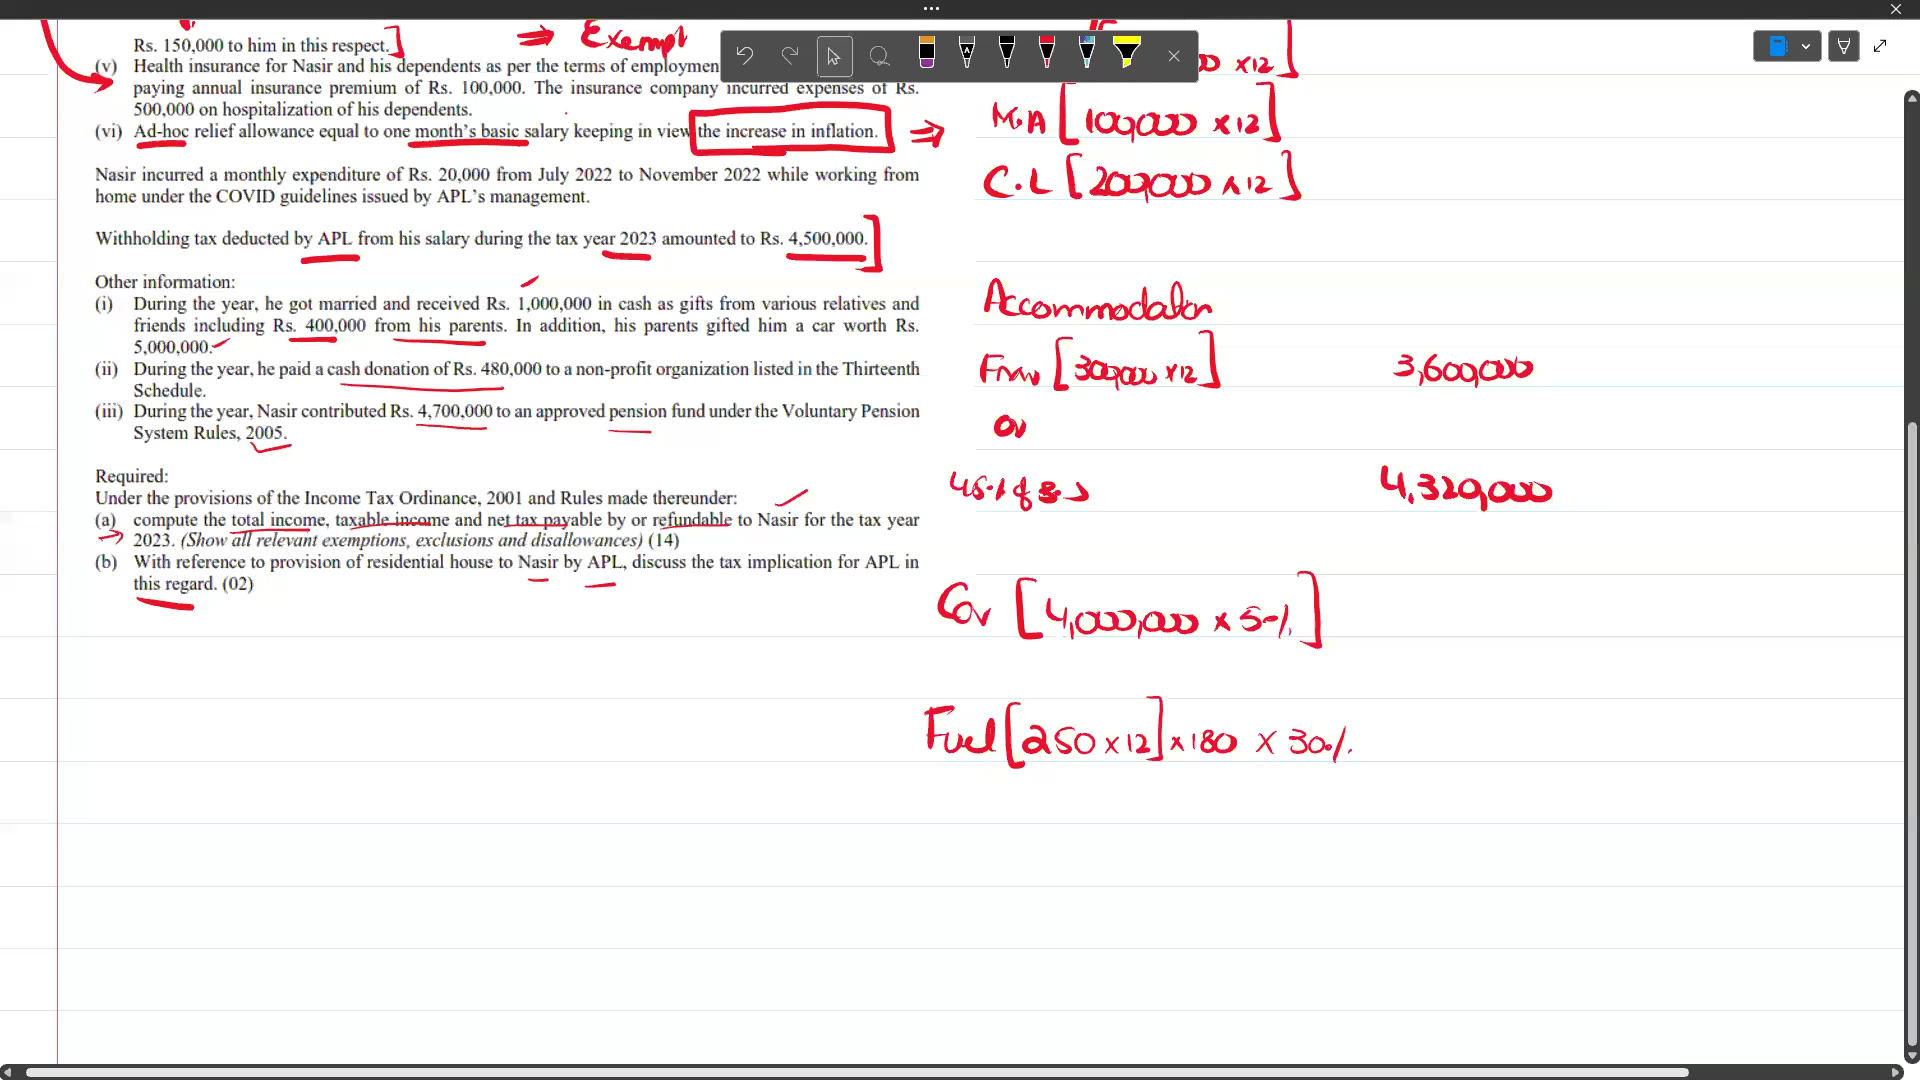 Rs. 150,000 to him in this respect.] ⇒ Exempt
(v) Health insurance for Nasir and his dependents as per the terms of employmen
paying annual insurance premium of Rs. 100,000. The insurance company incurred expenses of Rs.
500,000 on hospitalization of his dependents.
(vi) Ad-hoc relief allowance equal to one month's basic salary keeping in view the increase in inflation. ⇒
Nasir incurred a monthly expenditure of Rs. 20,000 from July 2022 to November 2022 while working from
home under the COVID guidelines issued by APL's management.
Withholding tax deducted by APL from his salary during the tax year 2023 amounted to Rs. 4,500,000.]
Other information:
(i) During the year, he got married and received Rs. 1,000,000 in cash as gifts from various relatives and
friends including Rs. 400,000 from his parents. In addition, his parents gifted him a car worth Rs.
5,000,000.
(ii) During the year, he paid a cash donation of Rs. 480,000 to a non-profit organization listed in the Thirteenth
Schedule.
(iii) During the year, Nasir contributed Rs. 4,700,000 to an approved pension fund under the Voluntary Pension
System Rules, 2005.
Required:
Under the provisions of the Income Tax Ordinance, 2001 and Rules made thereunder:
(a) compute the total income, taxable income and net tax payable by or refundable to Nasir for the tax year
2023. (Show all relevant exemptions, exclusions and disallowances) (14)
(b) With reference to provision of residential house to Nasir by APL, discuss the tax implication for APL in
this regard. (02)
x12]
M.A [100,000 x12]
C.L [200,000 x12]
Accommodation
[300,000 x12] 3,600,000
or
45% of 4,320,000
Car [4,000,000 x 5%]
Fuel [250 x 12] x 180 x 30%